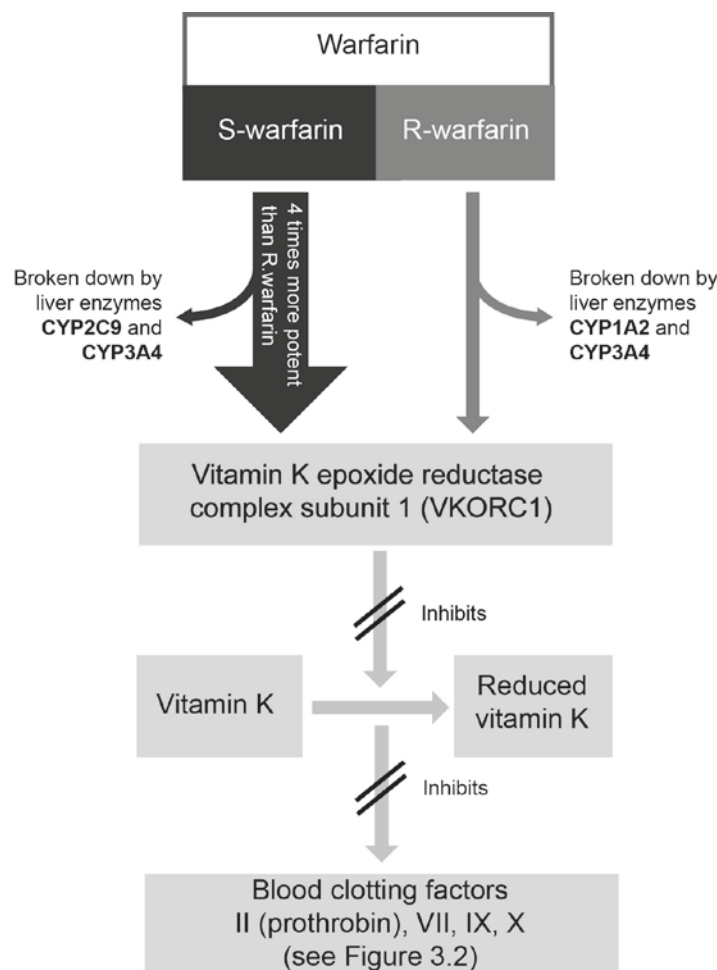 Warfarin
S-warfarin
R-warfarin
4 times more potent
than R.warfarin
Broken down by
liver enzymes
CYP2C9 and
CYP3A4
Broken down by
liver enzymes
CYP1A2 and
CYP3A4
Vitamin K epoxide reductase
complex subunit 1 (VKORC1)
Inhibits
Vitamin K
Reduced
vitamin K
Inhibits
Blood clotting factors
II (prothrobin), VII, IX, X
(see Figure 3.2)